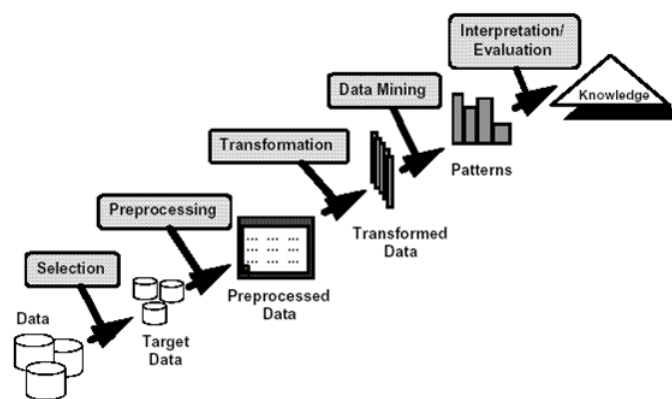 Interpretation/
Evaluation
Knowledge
Data Mining
Patterns
Transformation
Transformed
Data
Preprocessing
Preprocessed
Data
Selection
Target
Data
Data